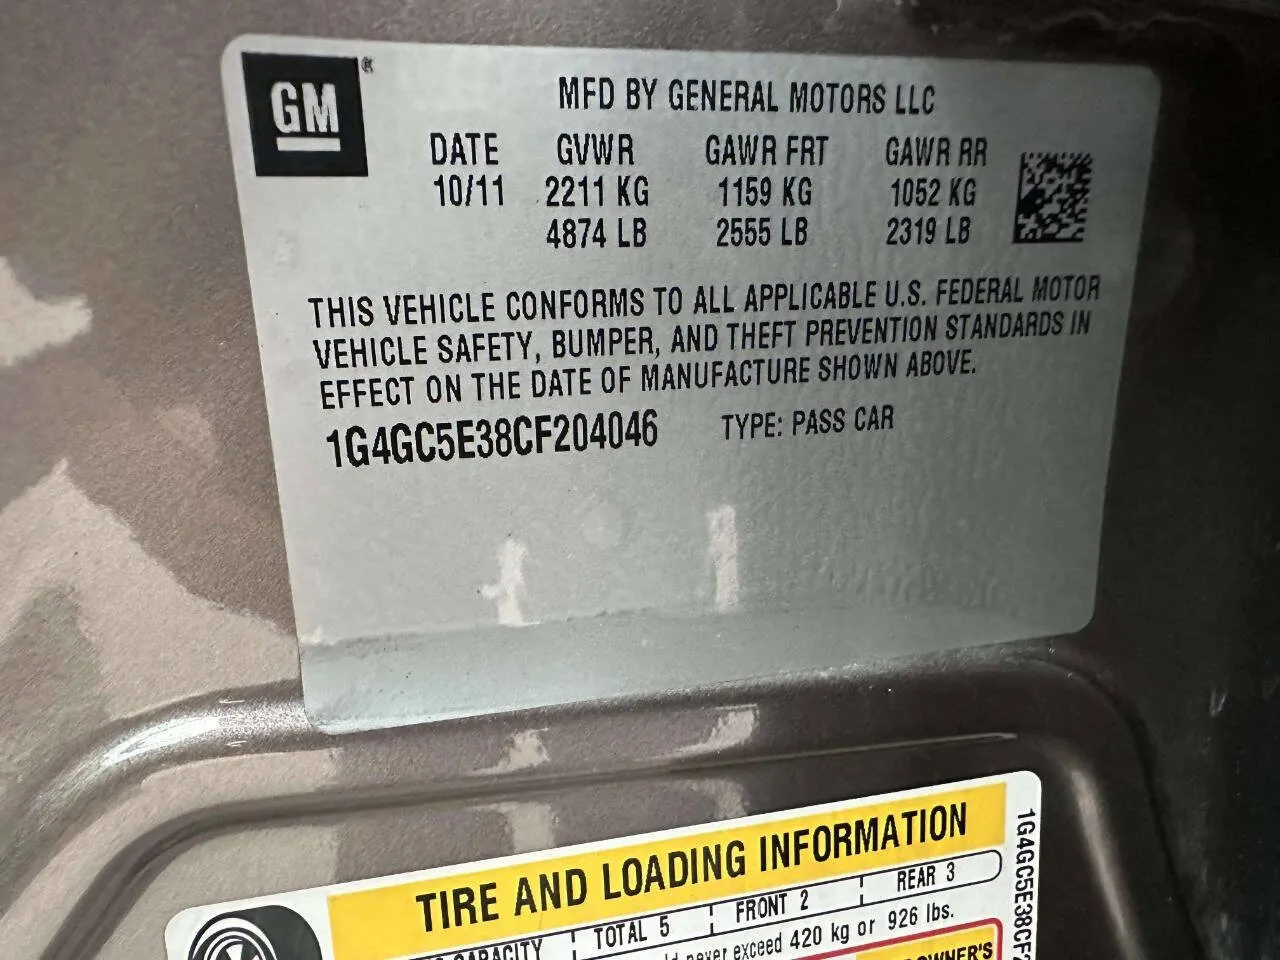 GM ®
MFD BY GENERAL MOTORS LLC
DATE GVWR GAWR FRT GAWR RR
10/11 2211 KG 1159 KG 1052 KG
4874 LB 2555 LB 2319 LB
THIS VEHICLE CONFORMS TO ALL APPLICABLE U.S. FEDERAL MOTOR
VEHICLE SAFETY, BUMPER, AND THEFT PREVENTION STANDARDS IN
EFFECT ON THE DATE OF MANUFACTURE SHOWN ABOVE.
1G4GC5E38CF204046 TYPE: PASS CAR
TIRE AND LOADING INFORMATION
CAPACITY TOTAL 5 FRONT 2 REAR 3
never exceed 420 kg or 926 lbs.
OWNER'S
1G4GC5E38CF